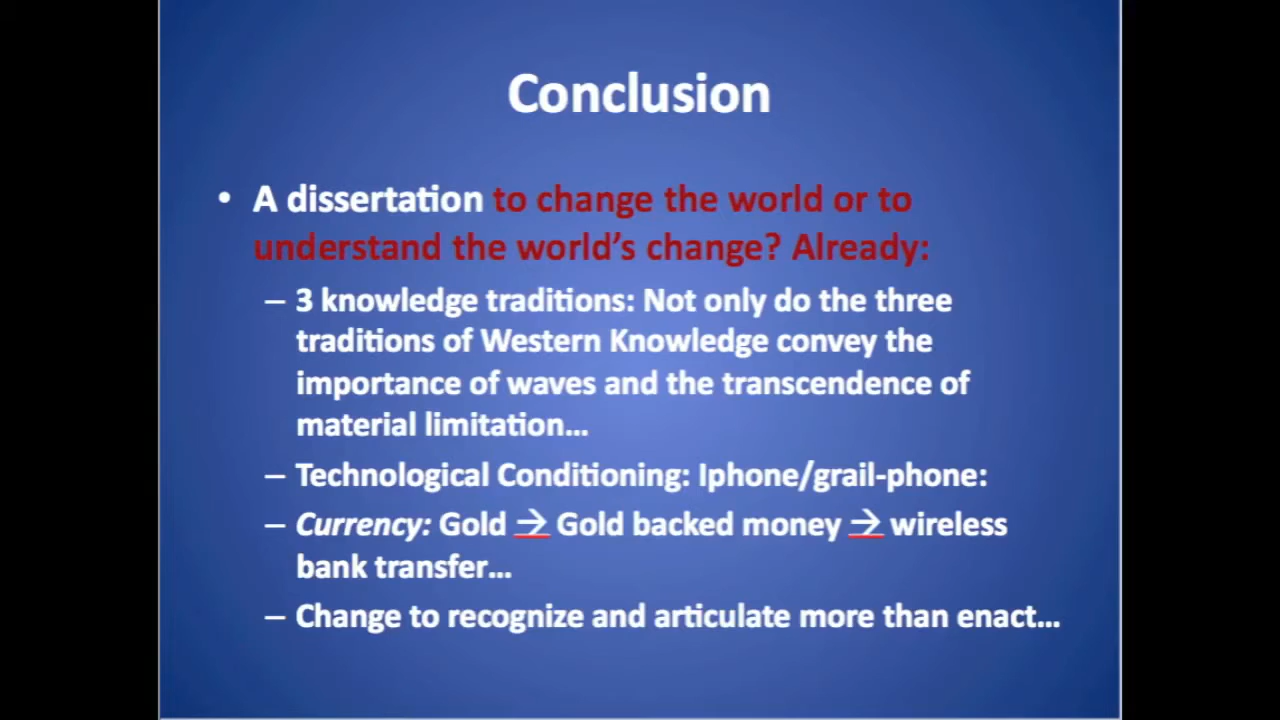 Conclusion
• A dissertation to change the world or to
understand the world's change? Already:
– 3 knowledge traditions: Not only do the three
traditions of Western Knowledge convey the
importance of waves and the transcendence of
material limitation…
– Technological Conditioning: Iphone/grail-phone:
– Currency: Gold → Gold backed money → wireless
bank transfer…
– Change to recognize and articulate more than enact…